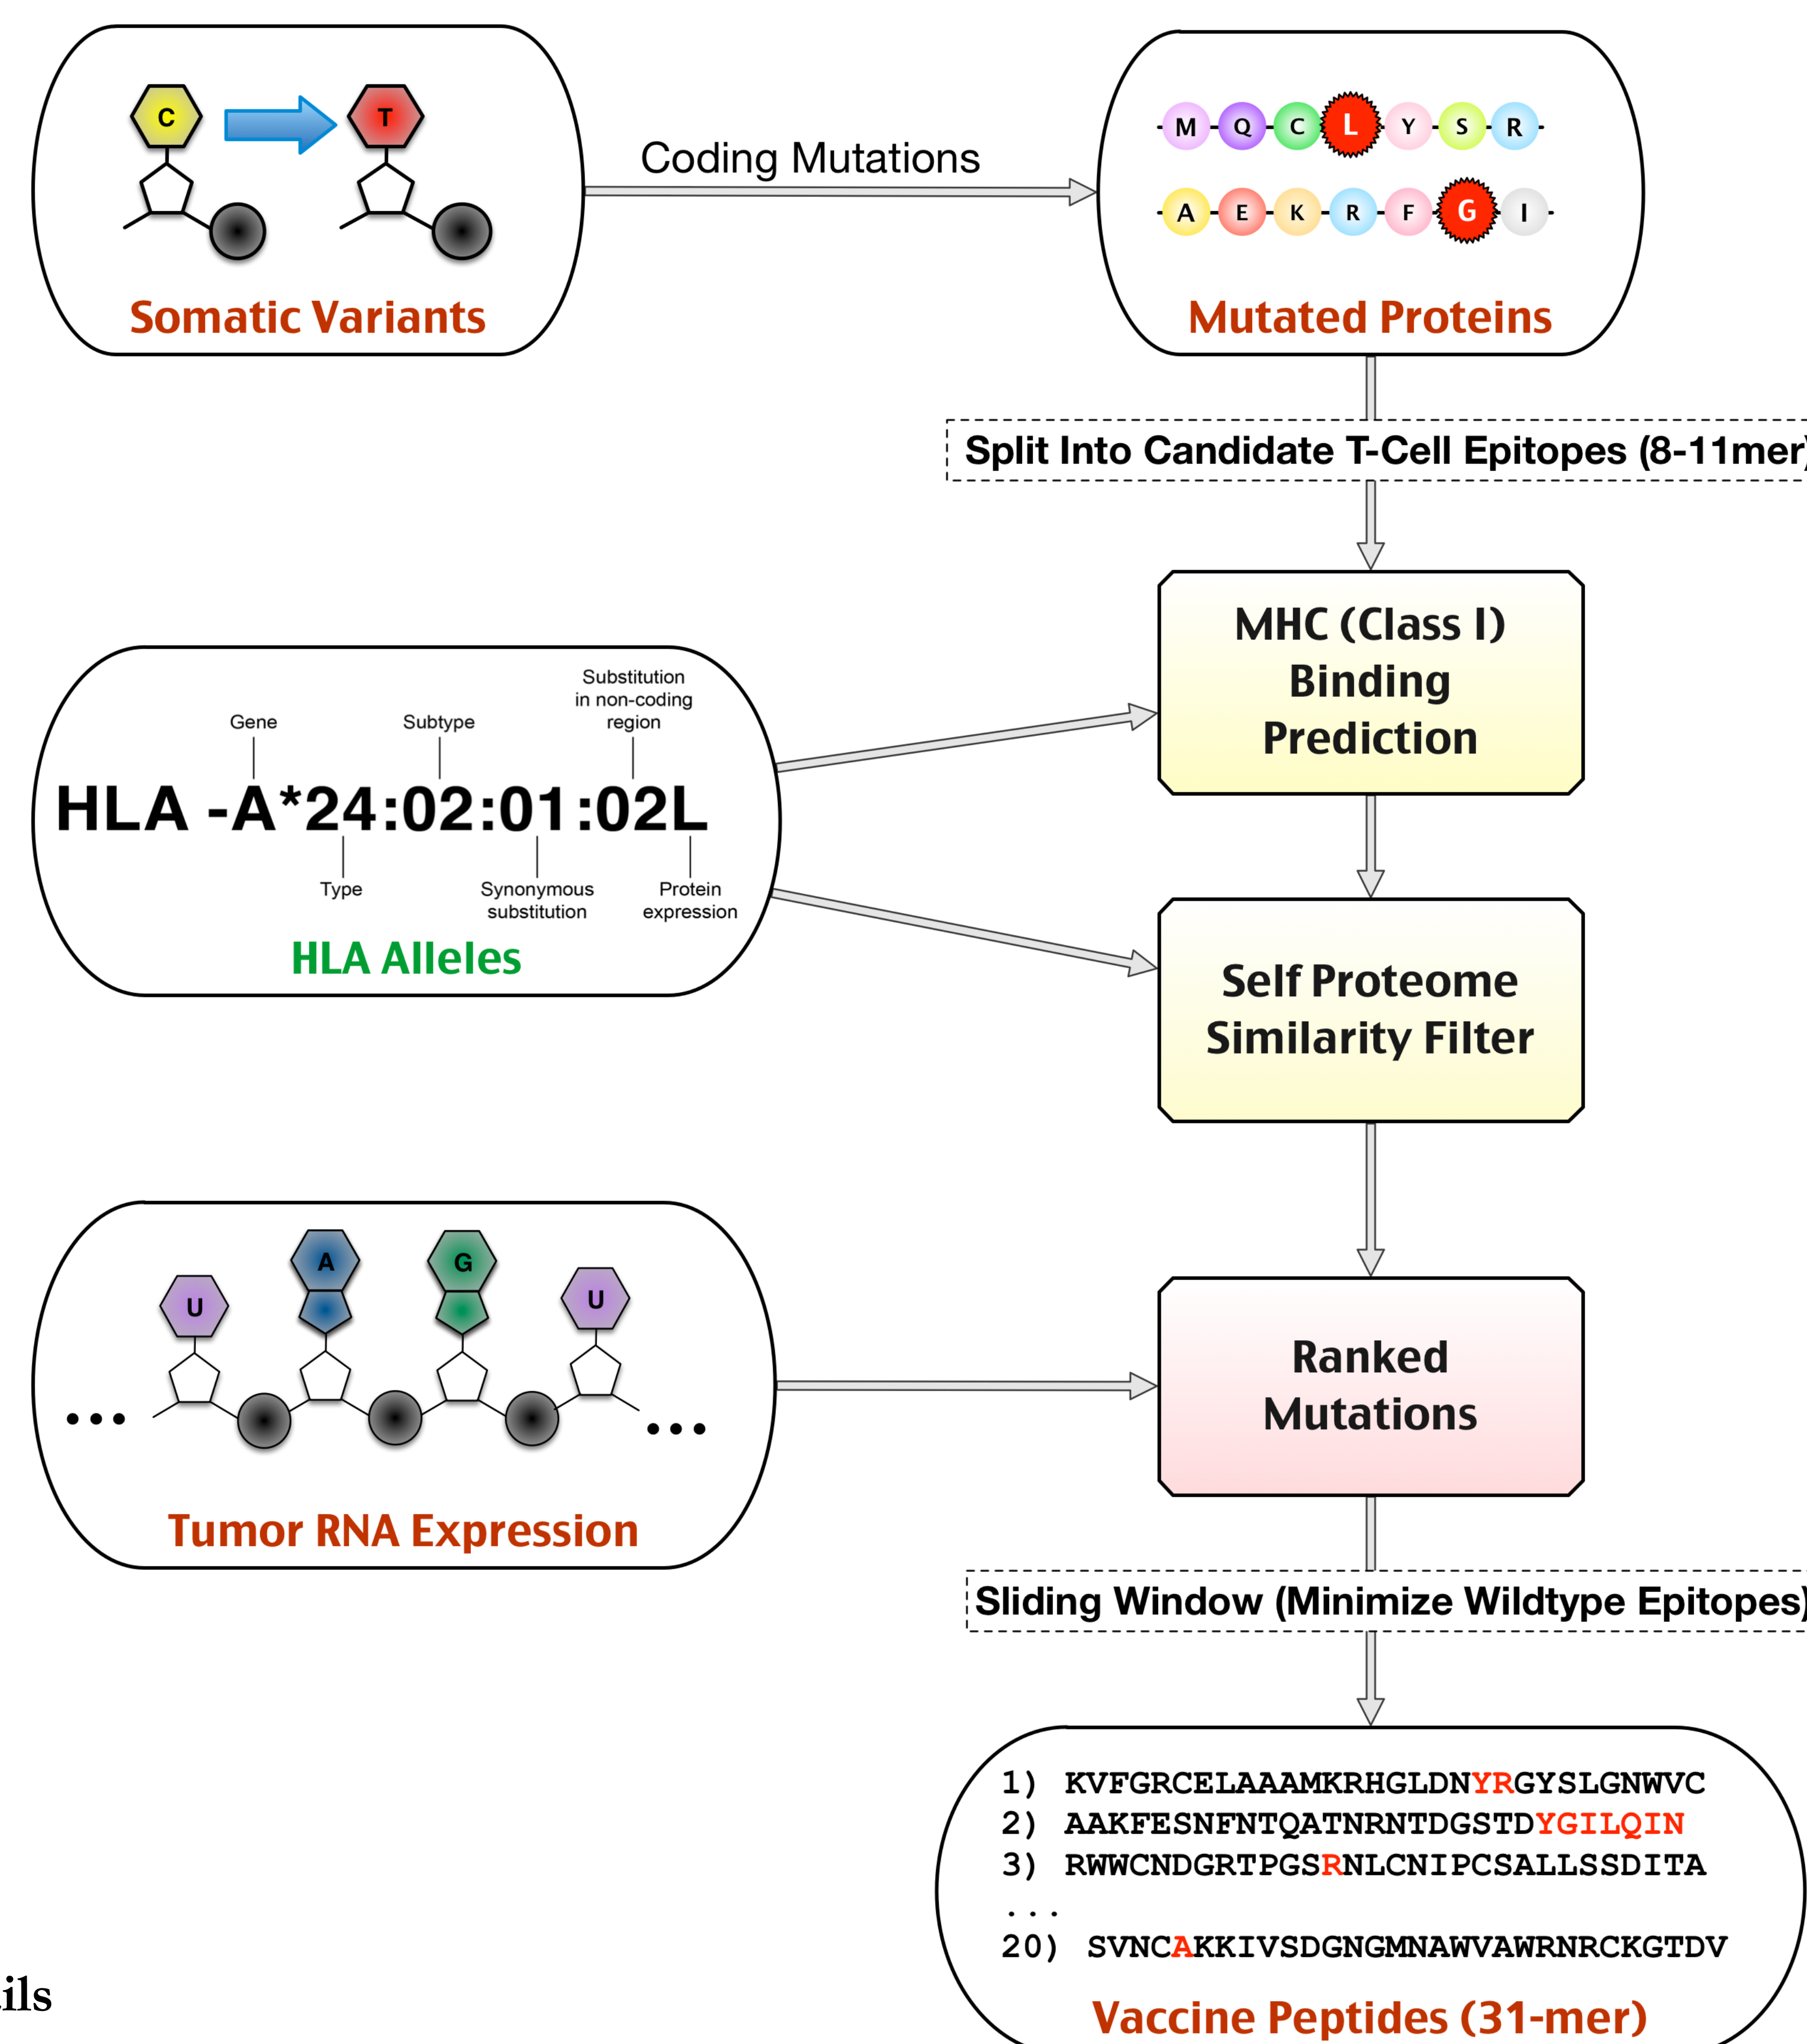 C
T
Somatic Variants
Coding Mutations
M Q C L Y S R
A E K R F G I
Mutated Proteins
Split Into Candidate T-Cell Epitopes (8-11mer)
MHC (Class I)
Binding
Prediction
Gene
Subtype
Substitution
in non-coding
region
HLA -A*24:02:01:02L
Type
Synonymous
substitution
Protein
expression
HLA Alleles
Self Proteome
Similarity Filter
U A G U
... ...
Tumor RNA Expression
Ranked
Mutations
Sliding Window (Minimize Wildtype Epitopes)
1) KVFGRCELAAAMKRHGLDNYRGYSLGNWVC
2) AAKFESNFNTQATNRNTDGSTDYGILQIN
3) RWWCNDGRTPGSRNLCNIPCSALLSSDITA
...
20) SVNCAKKIVSDGNGMNAWVAWRNRCKGTDV
Vaccine Peptides (31-mer)
ils